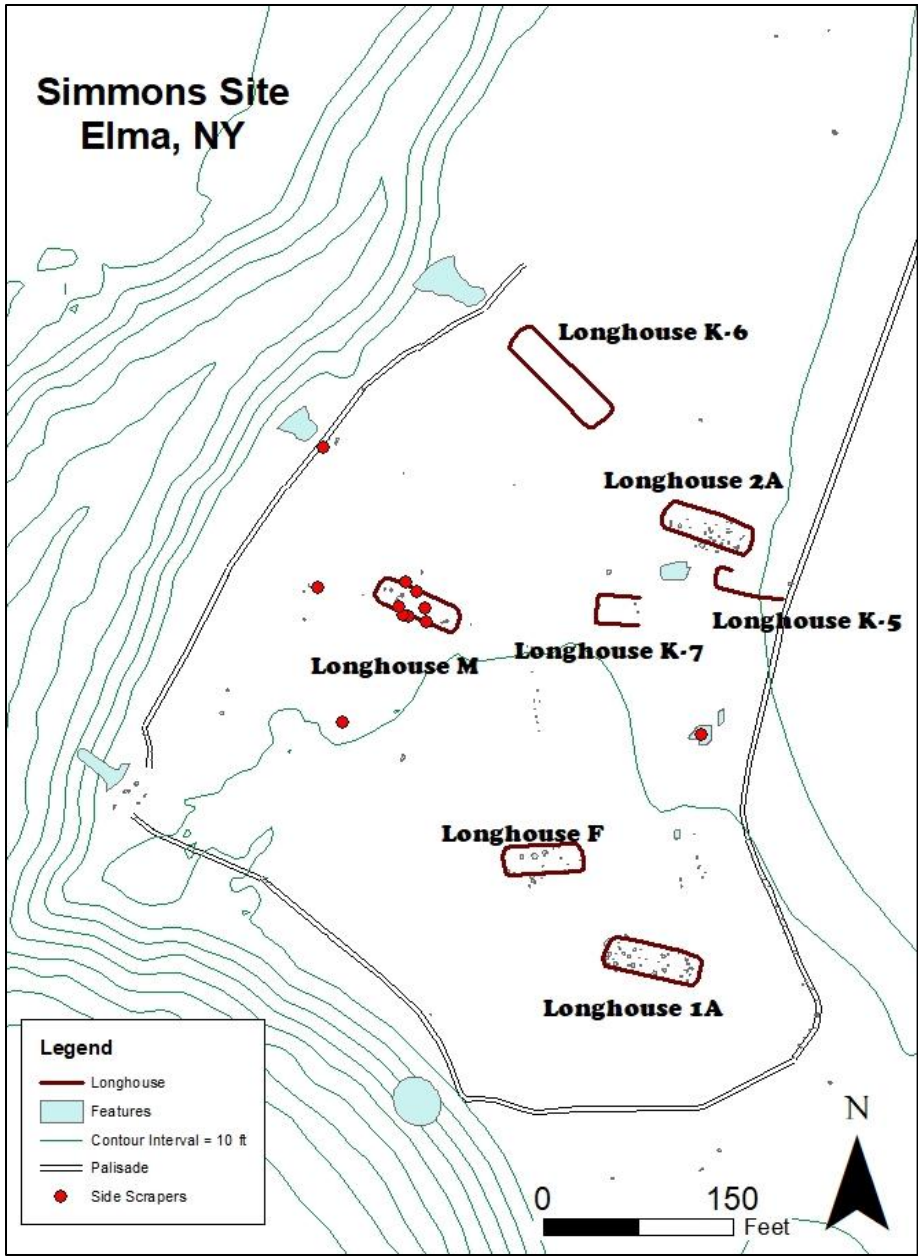 Simmons Site
Elma, NY
Longhouse K-6
Longhouse 2A
Longhouse K-5
Longhouse K-7
Longhouse M
Longhouse F
Longhouse 1A
Legend
Longhouse
Features
Contour Interval = 10 ft
Palisade
Side Scrapers
0 150
Feet
N